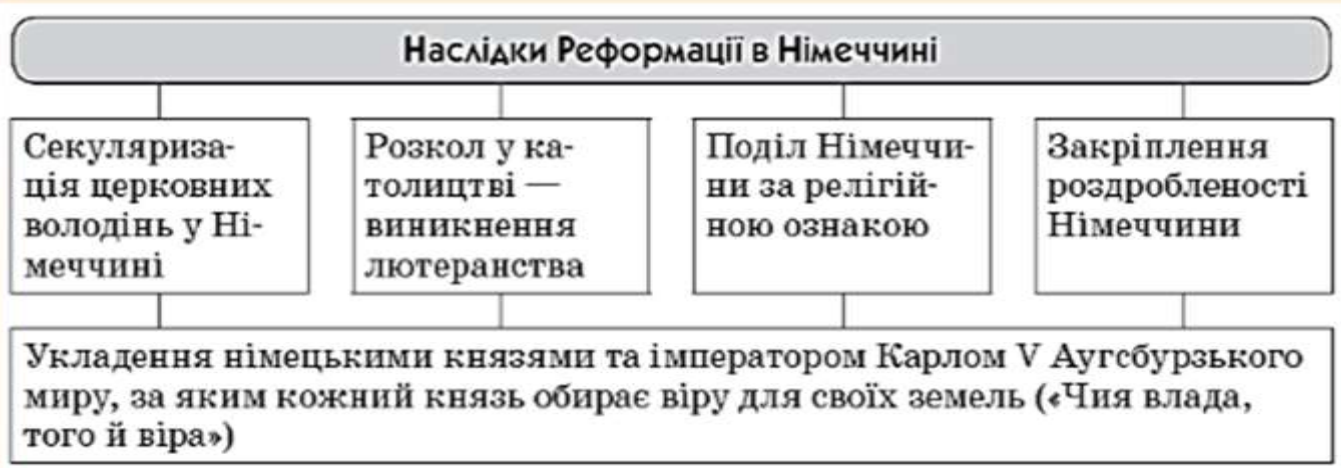 Наслідки Реформації в Німеччині
Секуляриза-
ція церковних
володінь у Ні-
меччині
Розкол у ка-
толицтві —
виникнення
лютеранства
Поділ Німеччи-
ни за релігій-
ною ознакою
Закріплення
роздробленості
Німеччини
Укладення німецькими князями та імператором Карлом V Аугсбурзького
миру, за яким кожний князь обирає віру для своїх земель («Чия влада,
того й віра»)